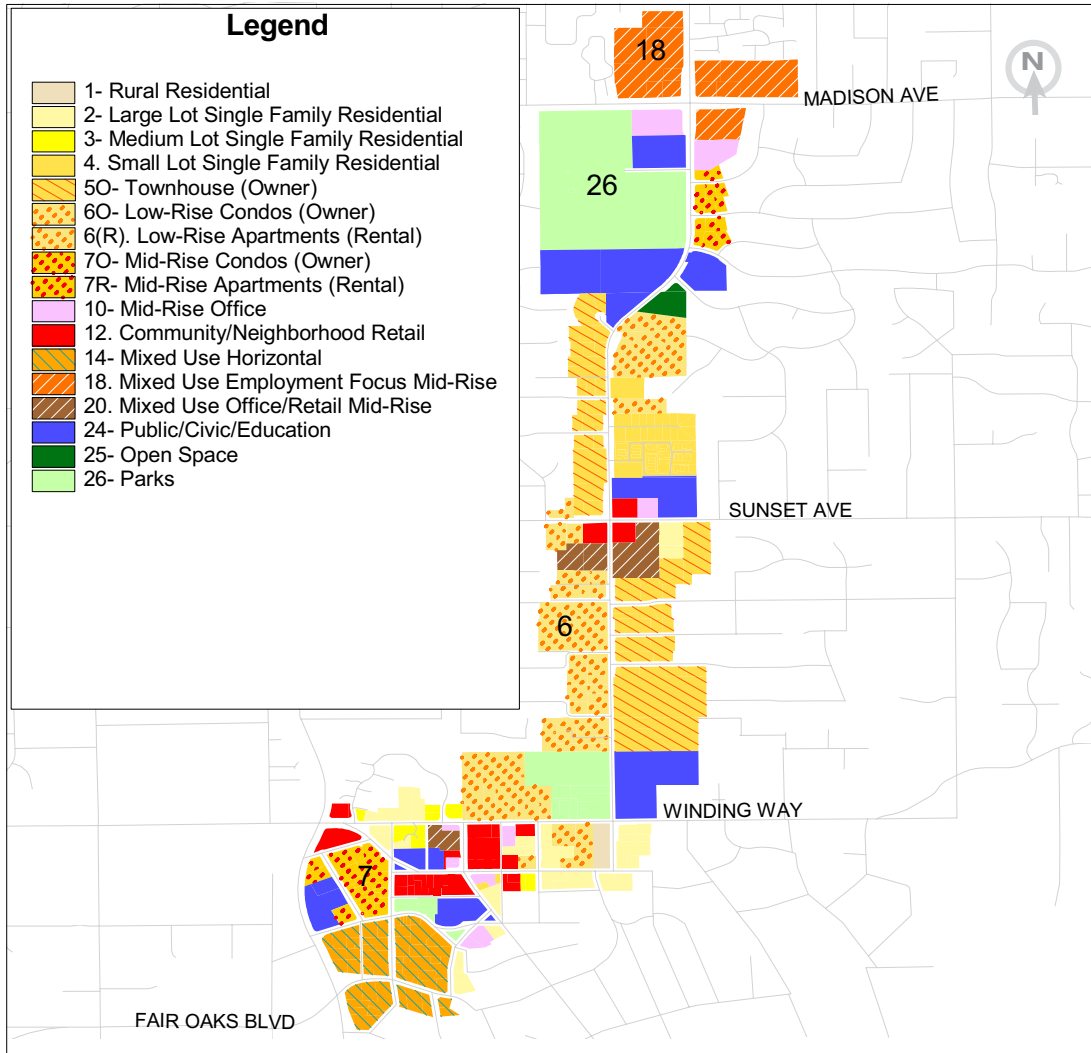 Legend
1- Rural Residential
2- Large Lot Single Family Residential
3- Medium Lot Single Family Residential
4. Small Lot Single Family Residential
5O- Townhouse (Owner)
6O- Low-Rise Condos (Owner)
6(R). Low-Rise Apartments (Rental)
7O- Mid-Rise Condos (Owner)
7R- Mid-Rise Apartments (Rental)
10- Mid-Rise Office
12. Community/Neighborhood Retail
14- Mixed Use Horizontal
18. Mixed Use Employment Focus Mid-Rise
20. Mixed Use Office/Retail Mid-Rise
24- Public/Civic/Education
25- Open Space
26- Parks
18
N
MADISON AVE
26
SUNSET AVE
6
WINDING WAY
7
FAIR OAKS BLVD